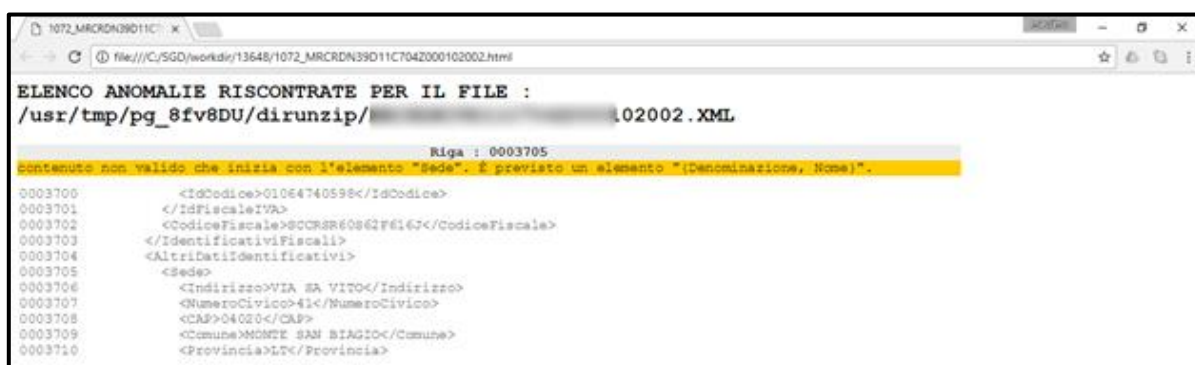 1072_MRCRDN39D11C
file:///C:/SGD/workdir/13648/1072_MRCRDN39D11C704Z000102002.html
ELENCO ANOMALIE RISCONTRATE PER IL FILE :
/usr/tmp/pg_8fv8DU/dirunzip/ 02002.XML
Riga : 0003705
contenuto non valido che inizia con l'elemento "Sede". È previsto un elemento "{Denominazione, Nome}".
0003700 <IdCodice>01064740598</IdCodice>
0003701 </IdFiscaleIVA>
0003702 <CodiceFiscale>SCCRSR60S62F616J</CodiceFiscale>
0003703 </IdentificativiFiscali>
0003704 <AltriDatiIdentificativi>
0003705 <Sede>
0003706 <Indirizzo>VIA SA VITO</Indirizzo>
0003707 <NumeroCivico>41</NumeroCivico>
0003708 <CAP>04020</CAP>
0003709 <Comune>MONTE SAN BIAGIO</Comune>
0003710 <Provincia>LT</Provincia>